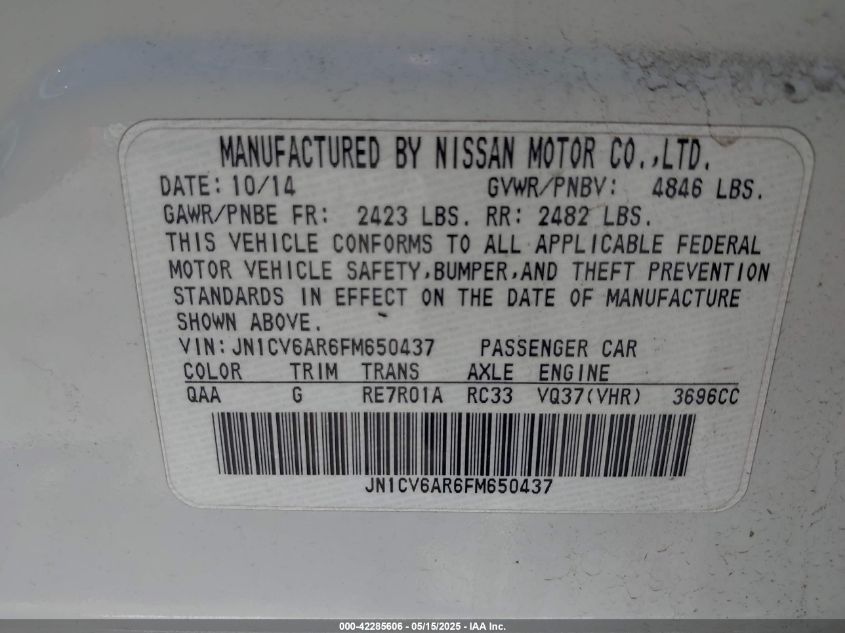 MANUFACTURED BY NISSAN MOTOR CO.,LTD.
DATE: 10/14 GVWR/PNBV: 4846 LBS.
GAWR/PNBE FR: 2423 LBS. RR: 2482 LBS.
THIS VEHICLE CONFORMS TO ALL APPLICABLE FEDERAL
MOTOR VEHICLE SAFETY,BUMPER,AND THEFT PREVENTION
STANDARDS IN EFFECT ON THE DATE OF MANUFACTURE
SHOWN ABOVE.
VIN:JN1CV6AR6FM650437 PASSENGER CAR
COLOR TRIM TRANS AXLE ENGINE
QAA G RE7R01A RC33 VQ37(VHR) 3696CC
JN1CV6AR6FM650437
000-42285606 - 05/15/2025 - IAA Inc.